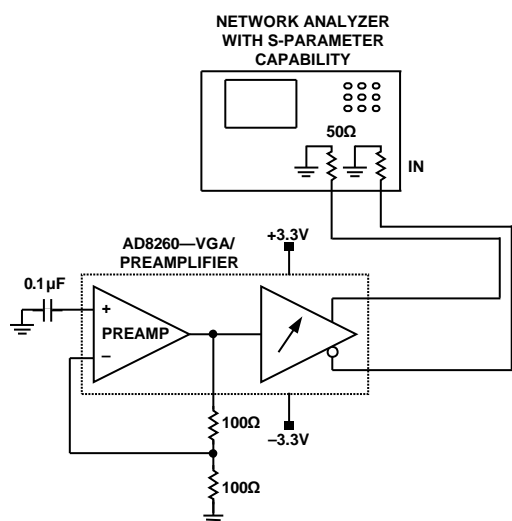 NETWORK ANALYZER
WITH S-PARAMETER
CAPABILITY
50Ω
IN
+3.3V
AD8260—VGA/
PREAMPLIFIER
0.1µF
+
PREAMP
–
100Ω
–3.3V
100Ω